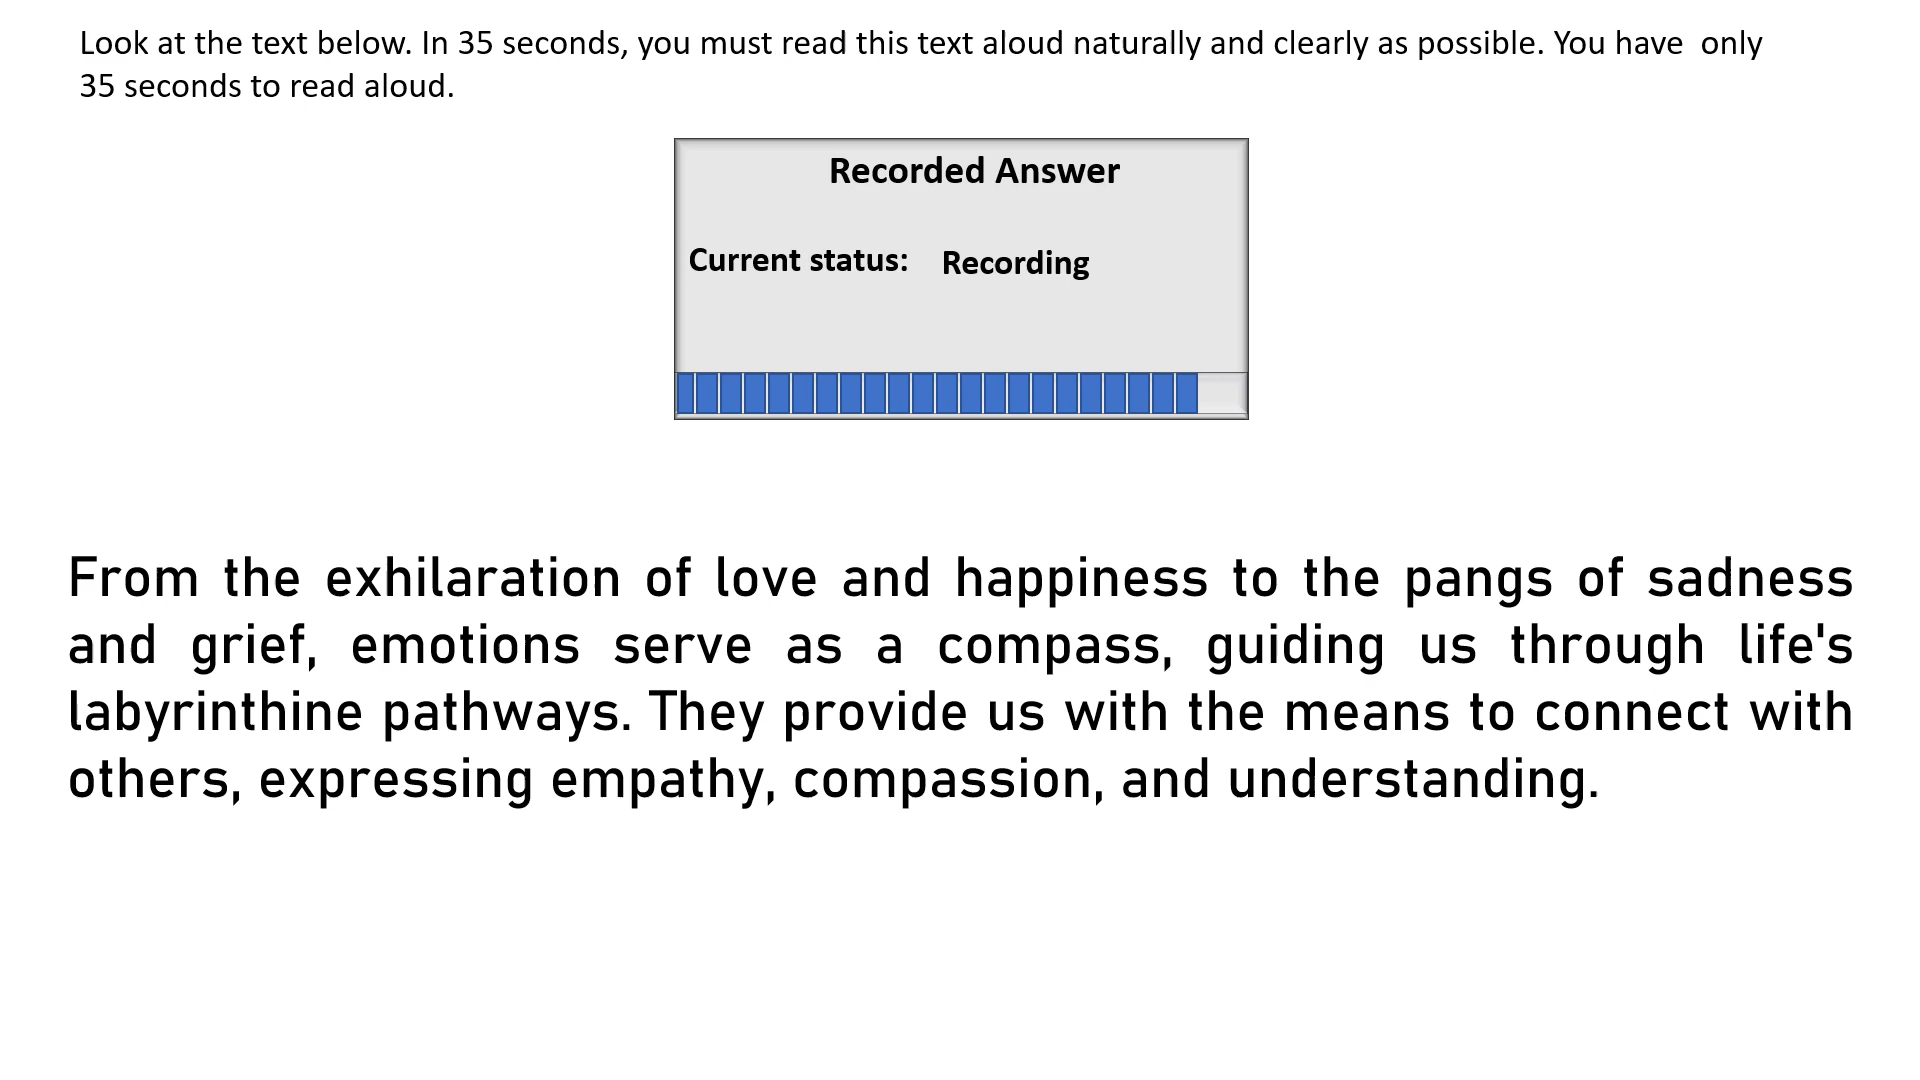 Look at the text below. In 35 seconds, you must read this text aloud naturally and clearly as possible. You have  only
35 seconds to read aloud.
Recorded Answer
Current status: Recording
From the exhilaration of love and happiness to the pangs of sadness
and grief, emotions serve as a compass, guiding us through life's
labyrinthine pathways. They provide us with the means to connect with
others, expressing empathy, compassion, and understanding.